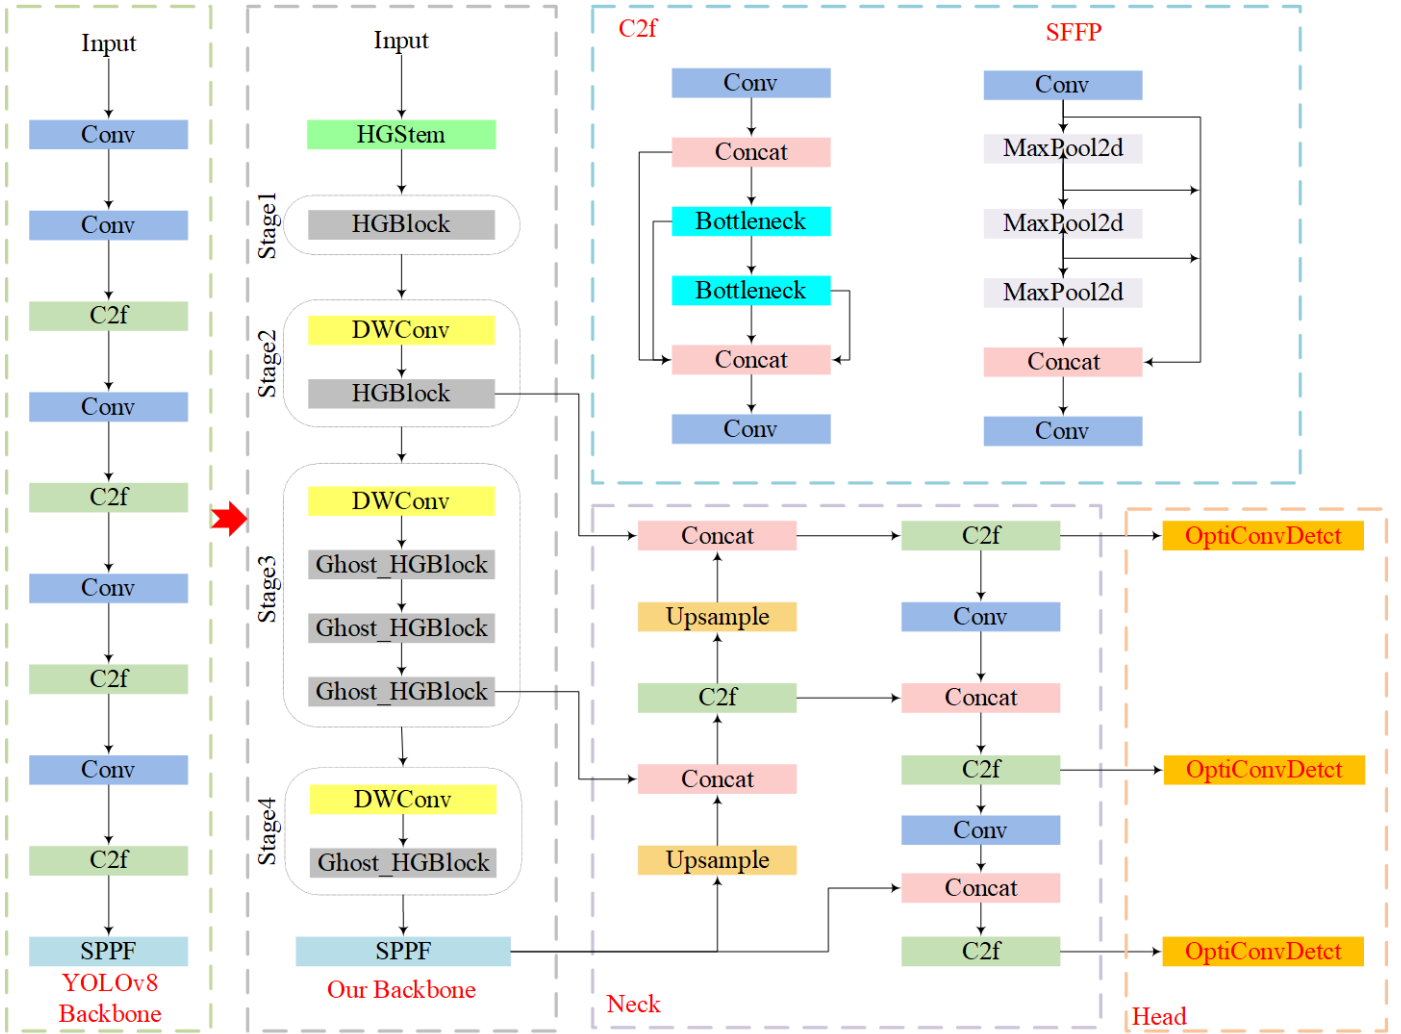 Input
Conv
Conv
C2f
Conv
C2f
Conv
C2f
Conv
C2f
SPPF
YOLOv8
Backbone
Input
HGStem
Stage1
HGBlock
Stage2
DWConv
HGBlock
Stage3
DWConv
Ghost_HGBlock
Ghost_HGBlock
Ghost_HGBlock
Stage4
DWConv
Ghost_HGBlock
SPPF
Our Backbone
C2f
Conv
Concat
Bottleneck
Bottleneck
Concat
Conv
SFFP
Conv
MaxPool2d
MaxPool2d
MaxPool2d
Concat
Conv
Concat
Upsample
C2f
Concat
Upsample
C2f
Conv
Concat
C2f
Conv
Concat
C2f
Neck
OptiConvDetct
OptiConvDetct
OptiConvDetct
Head